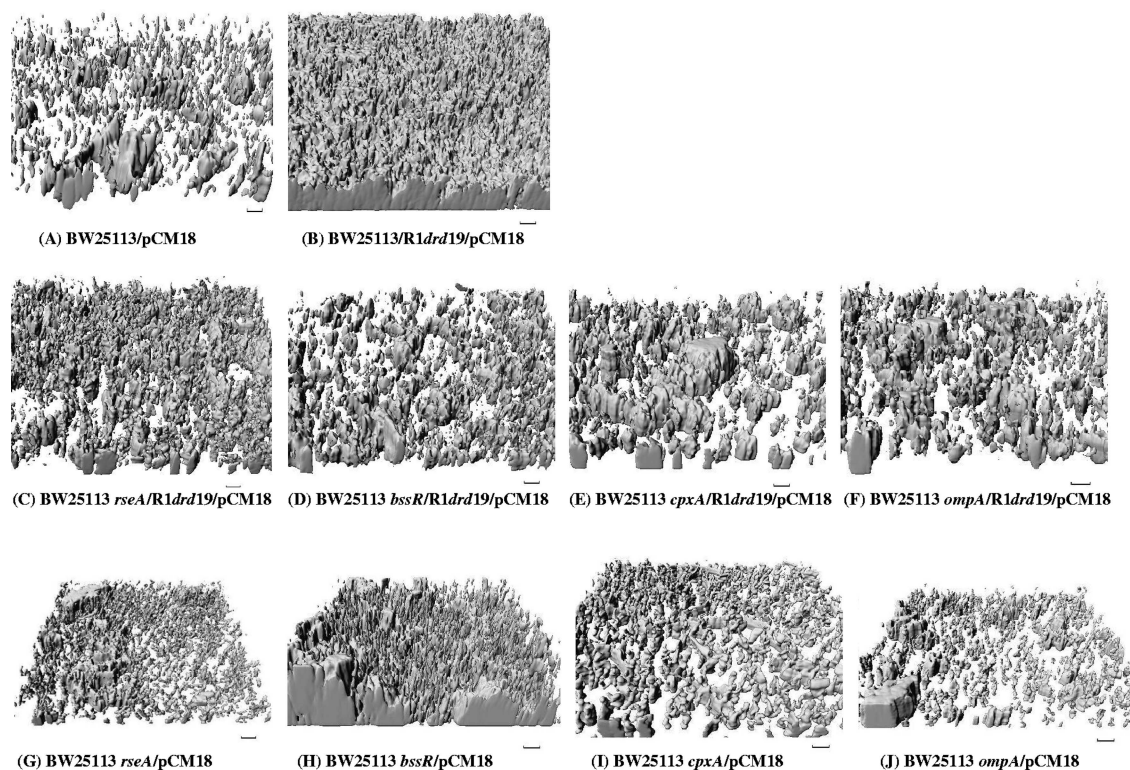 (A) BW25113/pCM18
(B) BW25113/R1drd19/pCM18
(C) BW25113 rseA/R1drd19/pCM18
(D) BW25113 bssR/R1drd19/pCM18
(E) BW25113 cpxA/R1drd19/pCM18
(F) BW25113 ompA/R1drd19/pCM18
(G) BW25113 rseA/pCM18
(H) BW25113 bssR/pCM18
(I) BW25113 cpxA/pCM18
(J) BW25113 ompA/pCM18